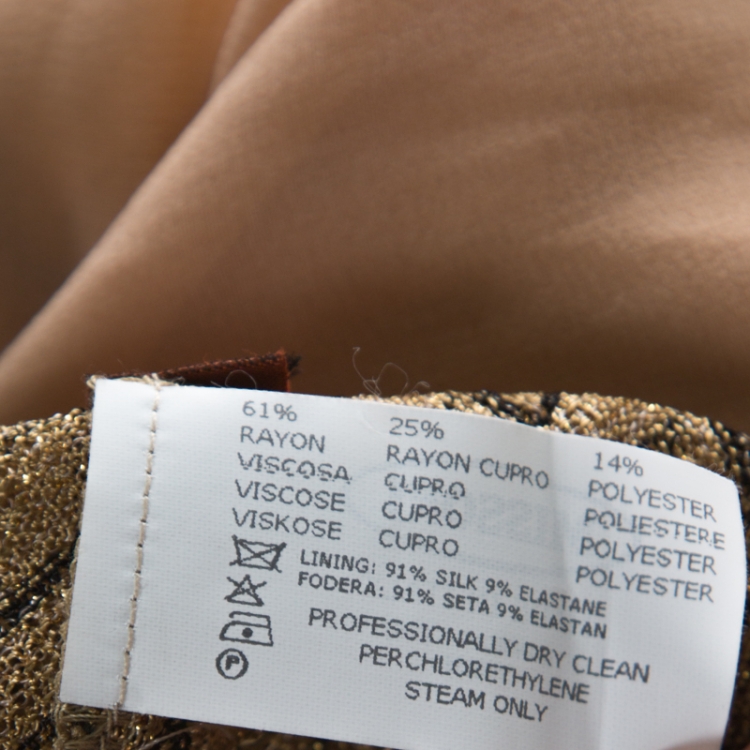 61%
RAYON
VISCOSA
VISCOSE
VISKOSE
25%
RAYON CUPRO
CUPRO
CUPRO
CUPRO
14%
POLYESTER
POLIESTERE
POLYESTER
POLYESTER
LINING: 91% SILK 9% ELASTANE
FODERA: 91% SETA 9% ELASTAN
PROFESSIONALLY DRY CLEAN
PERCHLORETHYLENE
STEAM ONLY
P